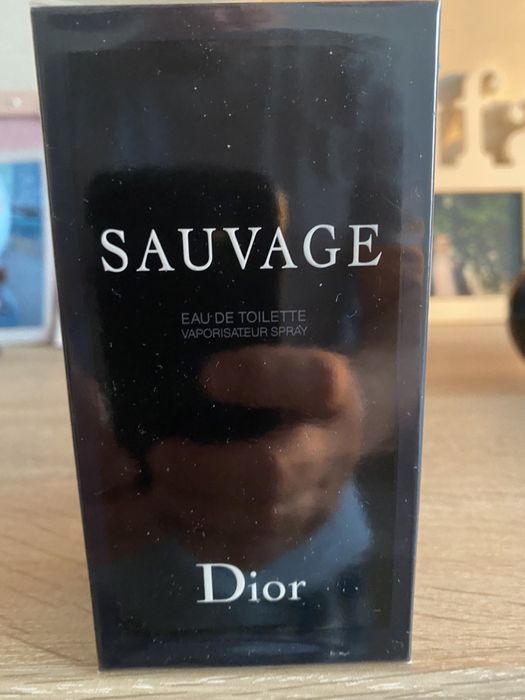 SAUVAGE
EAU DE TOILETTE
VAPORISATEUR SPRAY
Dior